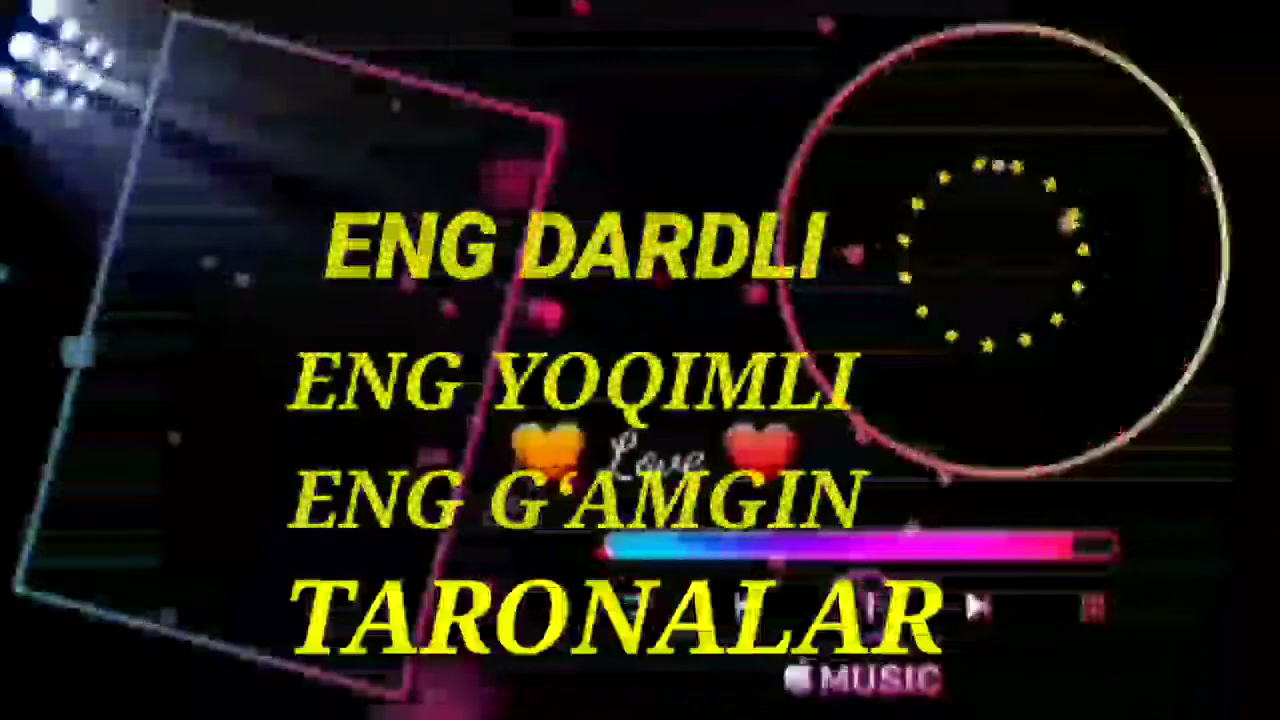 ENG DARDLI
ENG YOQIMLI
Love
ENG G‘AMGIN
TARONALAR
MUSIC